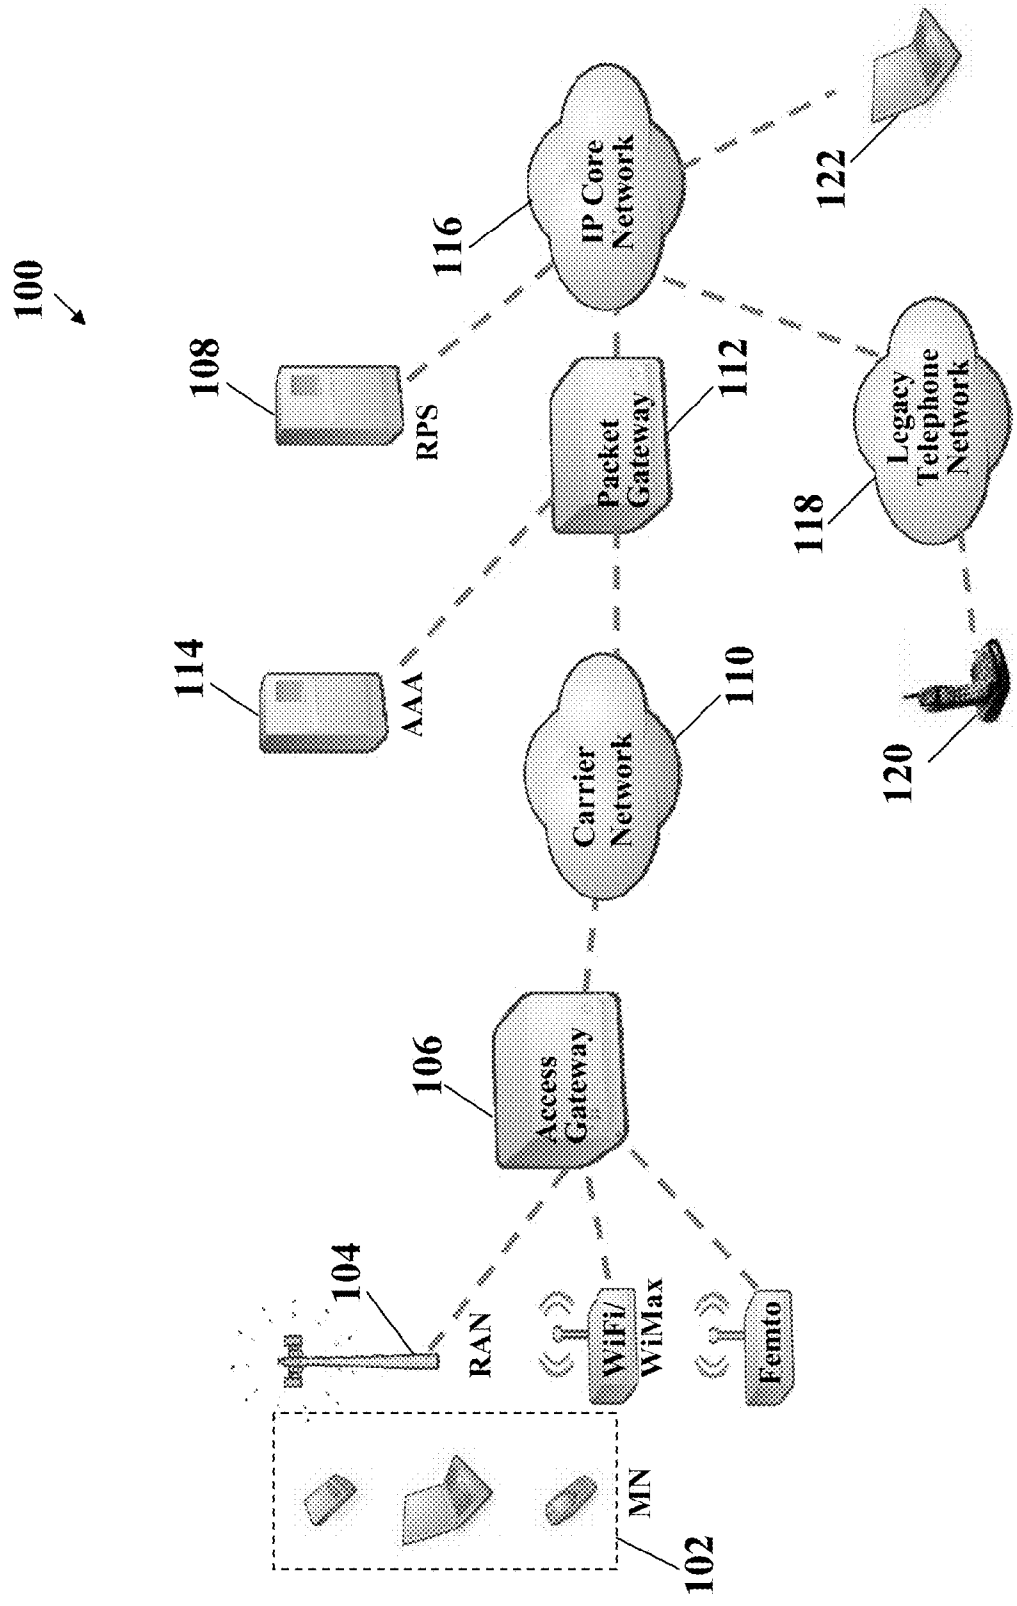 100
102
MN
104
RAN
WiFi/
WiMax
Femto
106
Access
Gateway
114
AAA
Carrier
Network
110
108
RPS
Packet
Gateway
112
116
IP Core
Network
118
Legacy
Telephone
Network
120
122